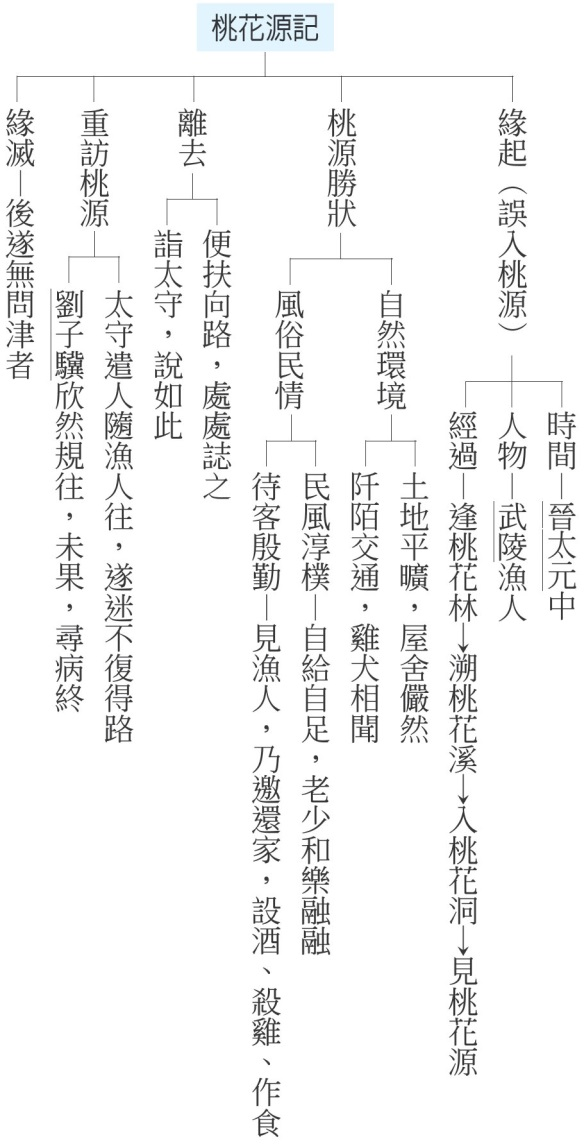 桃花源記
緣起（誤入桃源）
時間－晉太元中
人物－武陵漁人
經過－逢桃花林→溯桃花溪→入桃花洞→見桃花源
桃源勝狀
自然環境
土地平曠，屋舍儼然
阡陌交通，雞犬相聞
風俗民情
民風淳樸－自給自足，老少和樂融融
待客殷勤－見漁人，乃邀還家，設酒、殺雞、作食
離去
便扶向路，處處誌之
詣太守，說如此
重訪桃源
太守遣人隨漁人往，遂迷不復得路
劉子驥欣然規往，未果，尋病終
緣滅－後遂無問津者